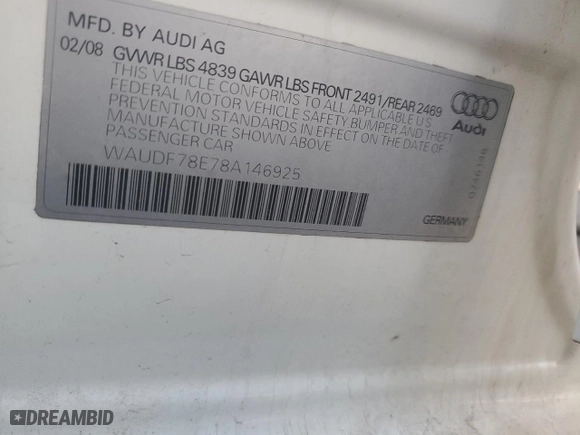 MFD. BY AUDI AG
02/08 GVWR LBS 4839 GAWR LBS FRONT 2491/REAR 2469
THIS VEHICLE CONFORMS TO ALL APPLICABLE U.S
FEDERAL MOTOR VEHICLE SAFETY BUMPER AND THEFT
PREVENTION STANDARDS IN EFFECT ON THE DATE OF
MANUFACTURE SHOWN ABOVE
PASSENGER CAR
WAUDF78E78A146925
Audi
GERMANY
DREAMBID